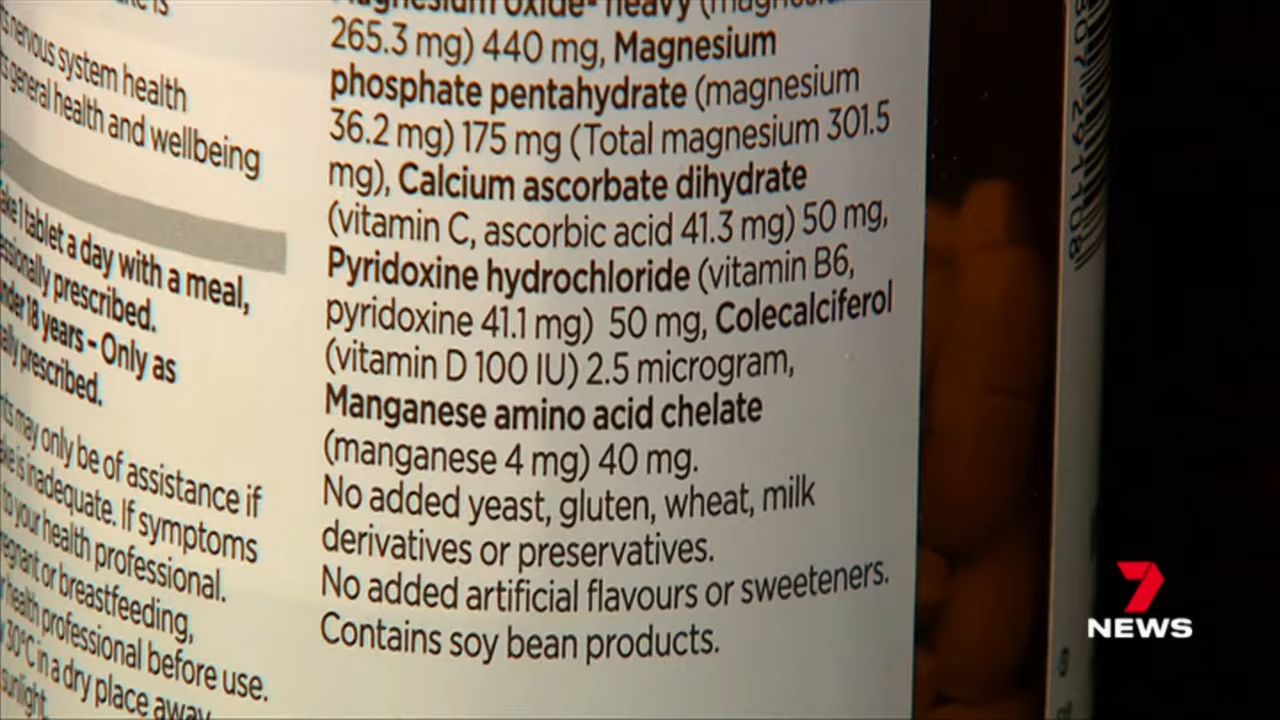 nervous system health
general health and wellbeing
1 tablet a day with a meal,
prescribed.
18 years - Only as
prescribed.
may only be of assistance if
is inadequate. If symptoms
to your health professional.
or breastfeeding,
health professional before use.
30°C in a dry place away
sunlight.
Magnesium oxide- heavy
265.3 mg) 440 mg, Magnesium
phosphate pentahydrate (magnesium
36.2 mg) 175 mg (Total magnesium 301.5
mg), Calcium ascorbate dihydrate
(vitamin C, ascorbic acid 41.3 mg) 50 mg,
Pyridoxine hydrochloride (vitamin B6,
pyridoxine 41.1 mg) 50 mg, Colecalciferol
(vitamin D 100 IU) 2.5 microgram,
Manganese amino acid chelate
(manganese 4 mg) 40 mg.
No added yeast, gluten, wheat, milk
derivatives or preservatives.
No added artificial flavours or sweeteners.
Contains soy bean products.
7
NEWS